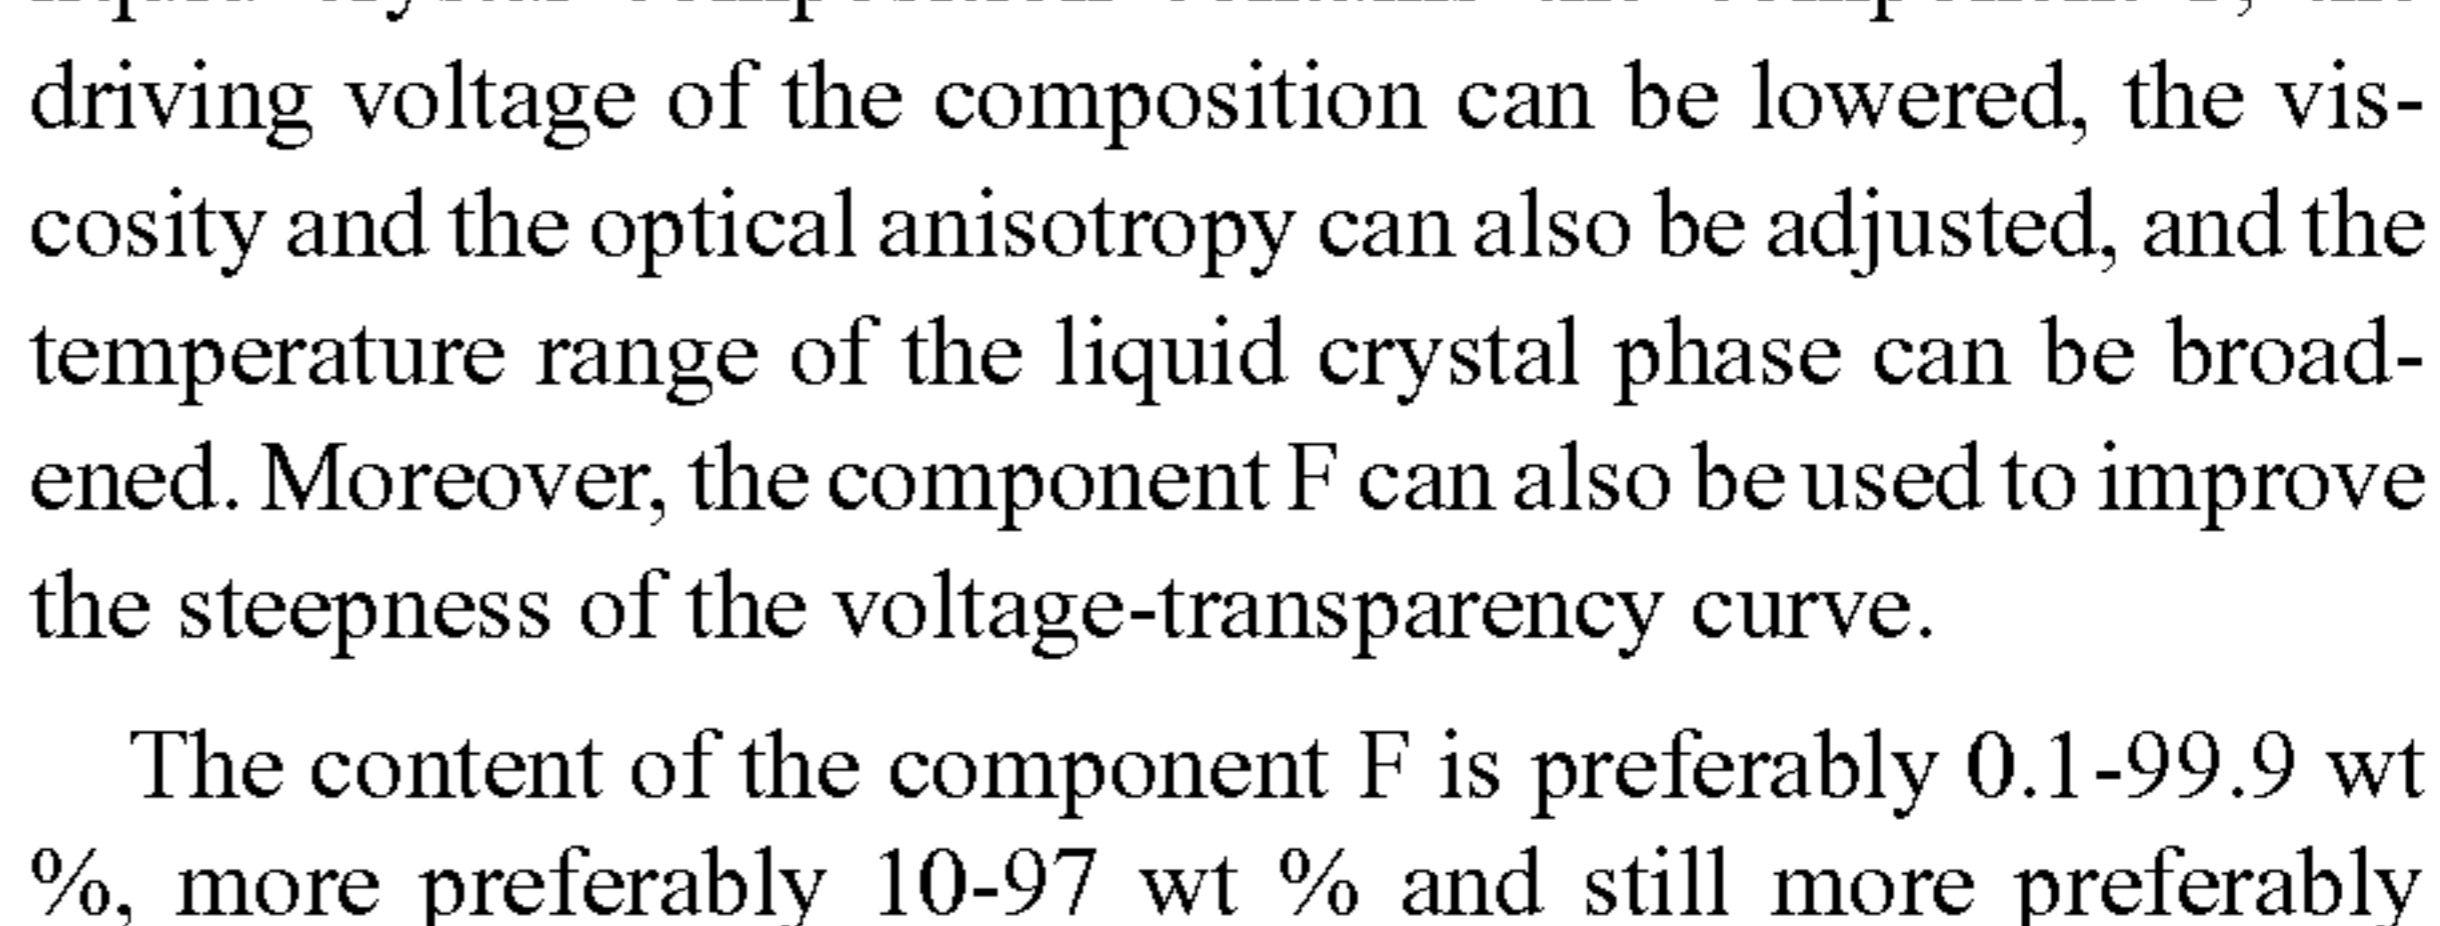 driving voltage of the composition can be lowered, the vis-
cosity and the optical anisotropy can also be adjusted, and the
temperature range of the liquid crystal phase can be broad-
ened. Moreover, the component F can also be used to improve
the steepness of the voltage-transparency curve.
The content of the component F is preferably 0.1-99.9 wt
%, more preferably 10-97 wt % and still more preferably